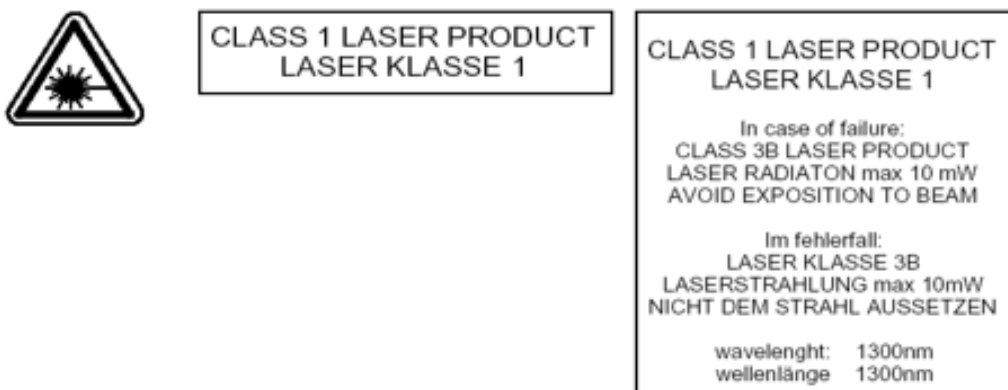 CLASS 1 LASER PRODUCT
LASER KLASSE 1
CLASS 1 LASER PRODUCT
LASER KLASSE 1
In case of failure:
CLASS 3B LASER PRODUCT
LASER RADIATON max 10 mW
AVOID EXPOSITION TO BEAM
Im fehlerfall:
LASER KLASSE 3B
LASERSTRAHLUNG max 10mW
NICHT DEM STRAHL AUSSETZEN
wavelenght: 1300nm
wellenlänge 1300nm